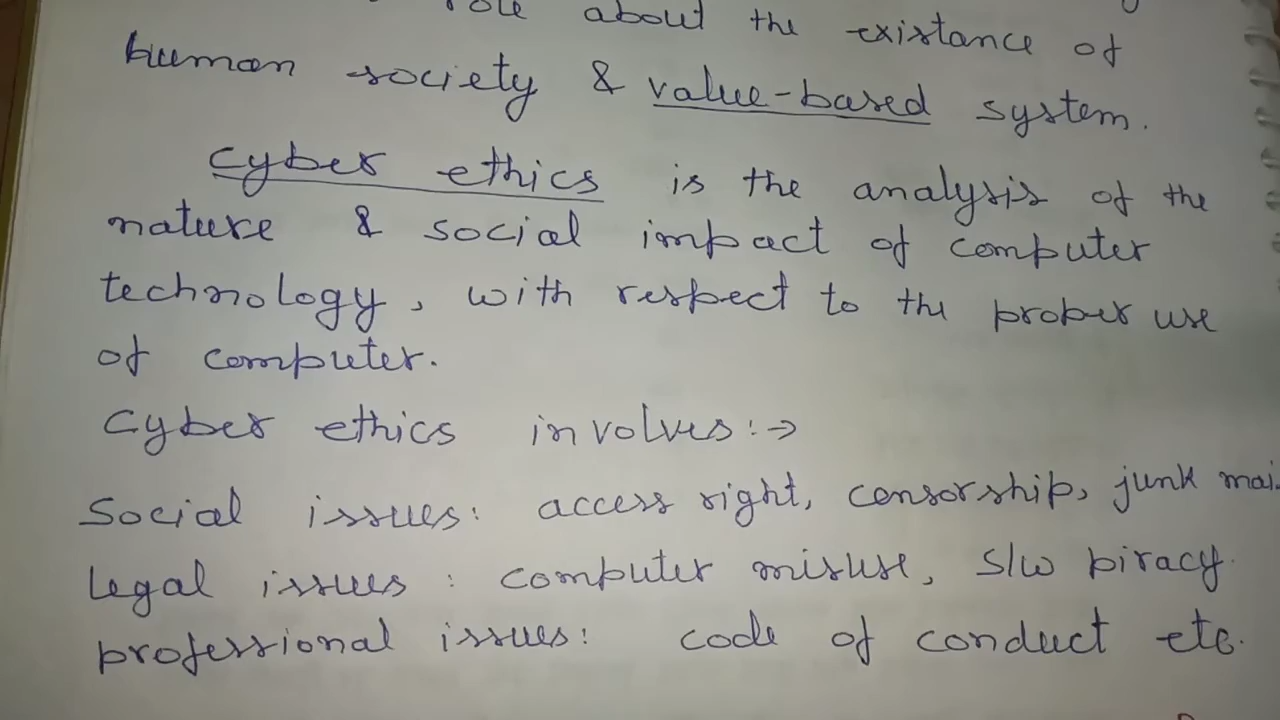 role about the existance of
human society & value-based system.
Cyber ethics is the analysis of the
nature & social impact of computer
technology, with respect to the proper use
of computer.
Cyber ethics involves:→
Social issues: access right, censorship, junk mai
Legal issues : computer misuse, S/W piracy.
professional issues: code of conduct etc.